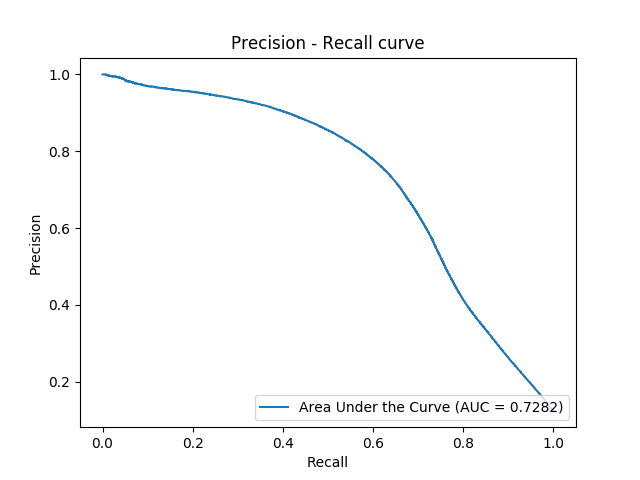 Precision - Recall curve
1.0
0.8
0.6
0.4
0.2
Precision
Area Under the Curve (AUC = 0.7282)
0.0 0.2 0.4 0.6 0.8 1.0
Recall